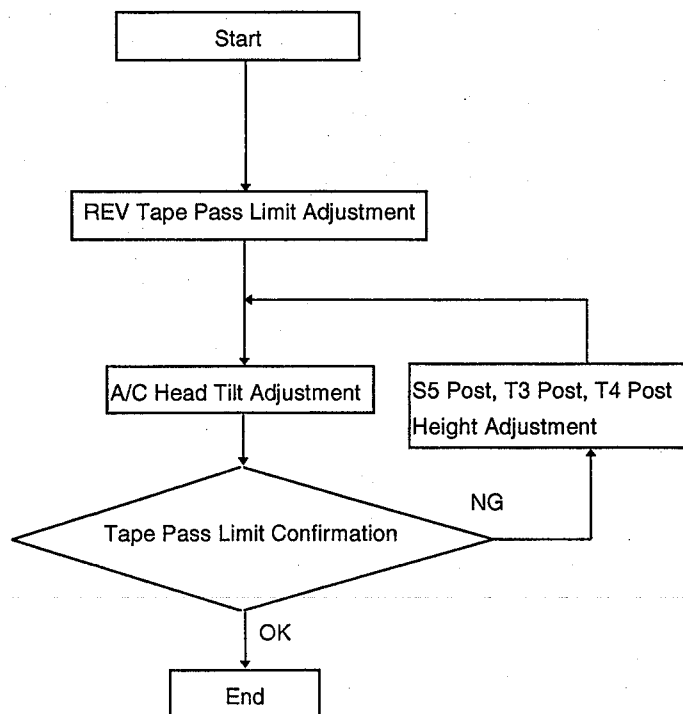 Start
REV Tape Pass Limit Adjustment
A/C Head Tilt Adjustment
S5 Post, T3 Post, T4 Post
Height Adjustment
NG
Tape Pass Limit Confirmation
OK
End